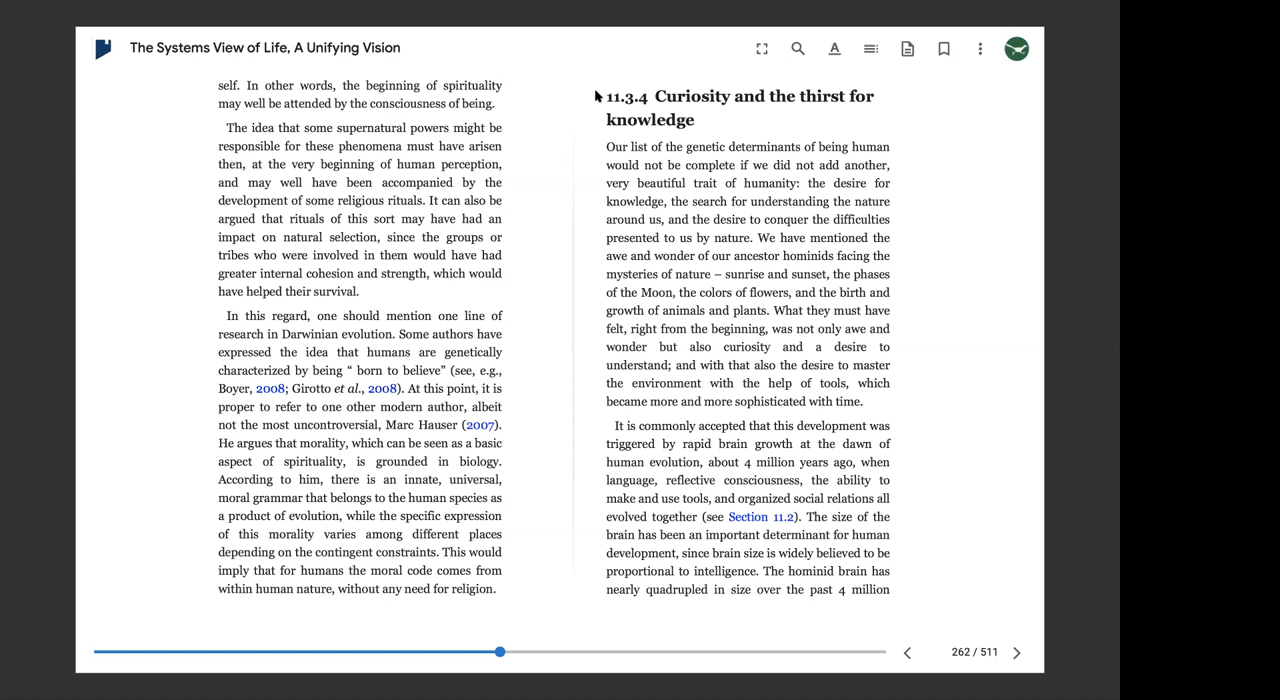 The Systems View of Life, A Unifying Vision
self. In other words, the beginning of spirituality
may well be attended by the consciousness of being.
The idea that some supernatural powers might be
responsible for these phenomena must have arisen
then, at the very beginning of human perception,
and may well have been accompanied by the
development of some religious rituals. It can also be
argued that rituals of this sort may have had an
impact on natural selection, since the groups or
tribes who were involved in them would have had
greater internal cohesion and strength, which would
have helped their survival.
In this regard, one should mention one line of
research in Darwinian evolution. Some authors have
expressed the idea that humans are genetically
characterized by being “ born to believe” (see, e.g.,
Boyer, 2008; Girotto et al., 2008). At this point, it is
proper to refer to one other modern author, albeit
not the most uncontroversial, Marc Hauser (2007).
He argues that morality, which can be seen as a basic
aspect of spirituality, is grounded in biology.
According to him, there is an innate, universal,
moral grammar that belongs to the human species as
a product of evolution, while the specific expression
of this morality varies among different places
depending on the contingent constraints. This would
imply that for humans the moral code comes from
within human nature, without any need for religion.
11.3.4 Curiosity and the thirst for
knowledge
Our list of the genetic determinants of being human
would not be complete if we did not add another,
very beautiful trait of humanity: the desire for
knowledge, the search for understanding the nature
around us, and the desire to conquer the difficulties
presented to us by nature. We have mentioned the
awe and wonder of our ancestor hominids facing the
mysteries of nature – sunrise and sunset, the phases
of the Moon, the colors of flowers, and the birth and
growth of animals and plants. What they must have
felt, right from the beginning, was not only awe and
wonder but also curiosity and a desire to
understand; and with that also the desire to master
the environment with the help of tools, which
became more and more sophisticated with time.
It is commonly accepted that this development was
triggered by rapid brain growth at the dawn of
human evolution, about 4 million years ago, when
language, reflective consciousness, the ability to
make and use tools, and organized social relations all
evolved together (see Section 11.2). The size of the
brain has been an important determinant for human
development, since brain size is widely believed to be
proportional to intelligence. The hominid brain has
nearly quadrupled in size over the past 4 million
262 / 511